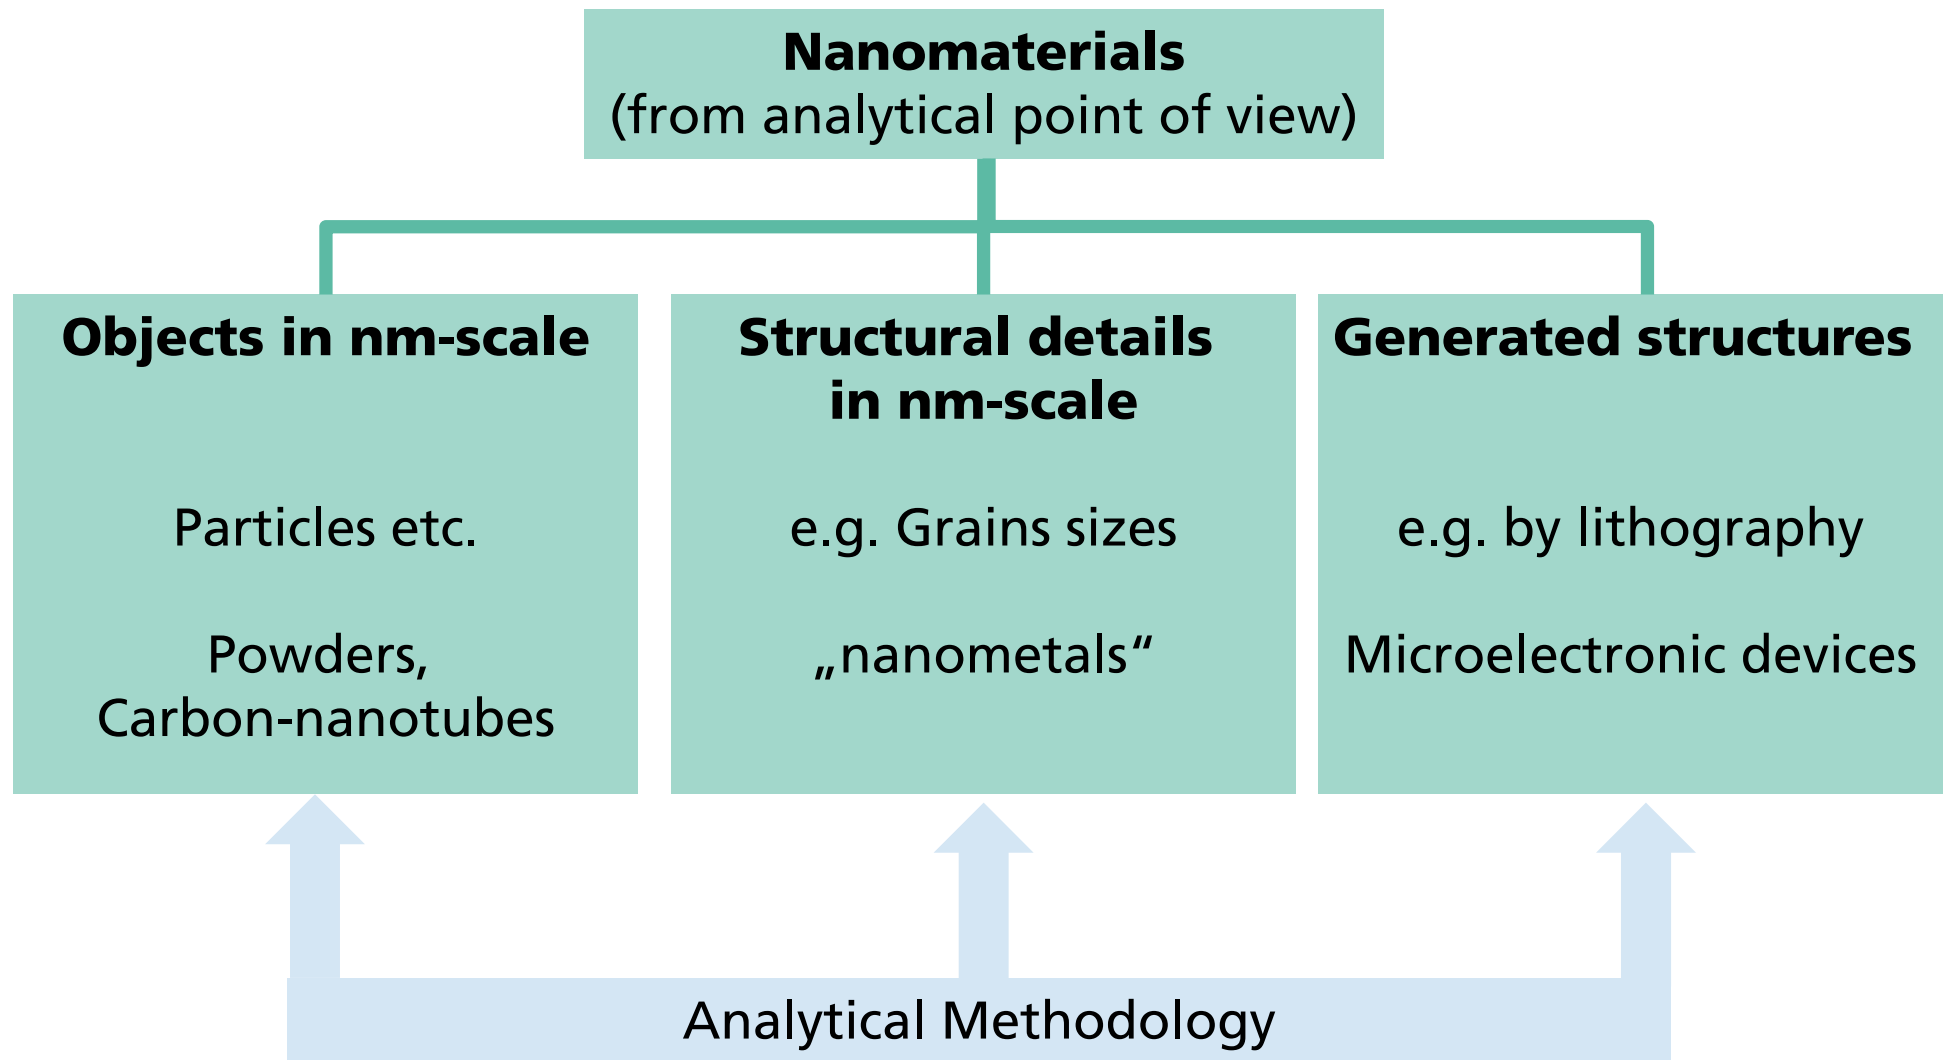 Nanomaterials
(from analytical point of view)
Objects in nm-scale
Particles etc.
Powders,
Carbon-nanotubes
Structural details
in nm-scale
e.g. Grains sizes
„nanometals“
Generated structures
e.g. by lithography
Microelectronic devices
Analytical Methodology